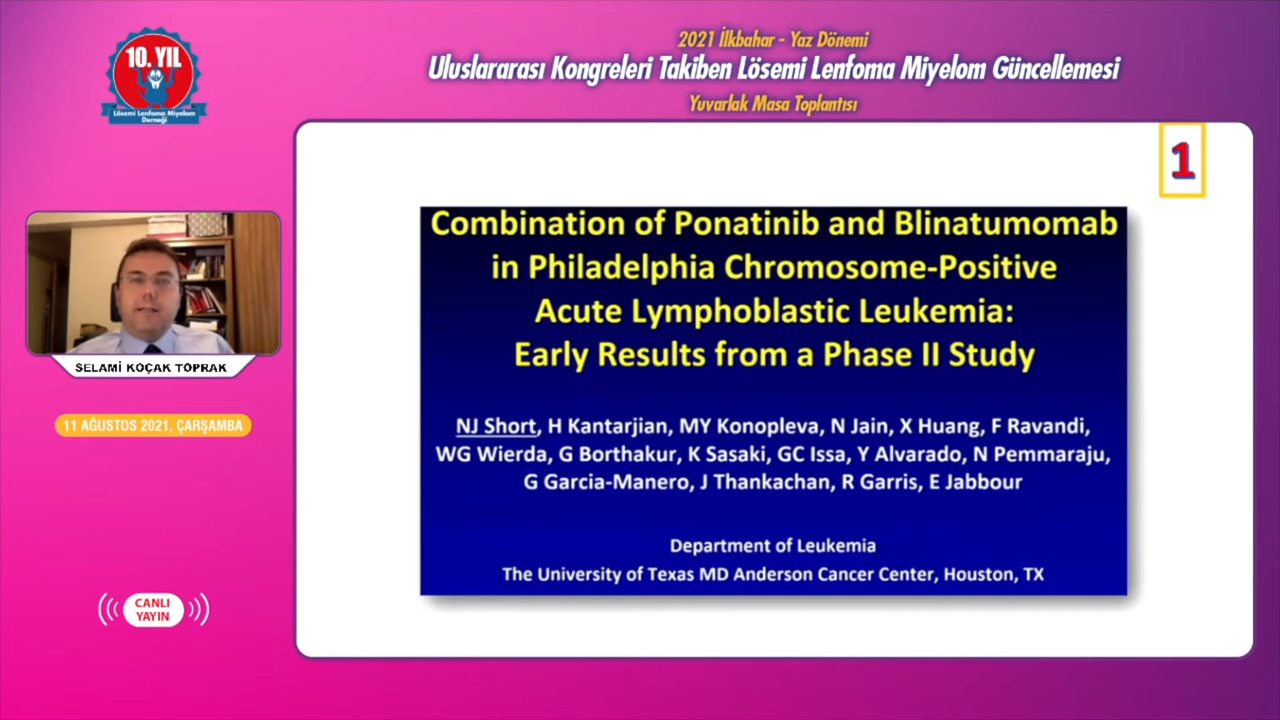 10. YIL
Lösemi Lenfoma Miyelom
Derneği
2021 İlkbahar - Yaz Dönemi
Uluslararası Kongreleri Takiben Lösemi Lenfoma Miyelom Güncellemesi
Yuvarlak Masa Toplantısı
1
SELAMİ KOÇAK TOPRAK
11 AĞUSTOS 2021, ÇARŞAMBA
CANLI
YAYIN
Combination of Ponatinib and Blinatumomab
in Philadelphia Chromosome-Positive
Acute Lymphoblastic Leukemia:
Early Results from a Phase II Study
NJ Short, H Kantarjian, MY Konopleva, N Jain, X Huang, F Ravandi,
WG Wierda, G Borthakur, K Sasaki, GC Issa, Y Alvarado, N Pemmaraju,
G Garcia-Manero, J Thankachan, R Garris, E Jabbour
Department of Leukemia
The University of Texas MD Anderson Cancer Center, Houston, TX